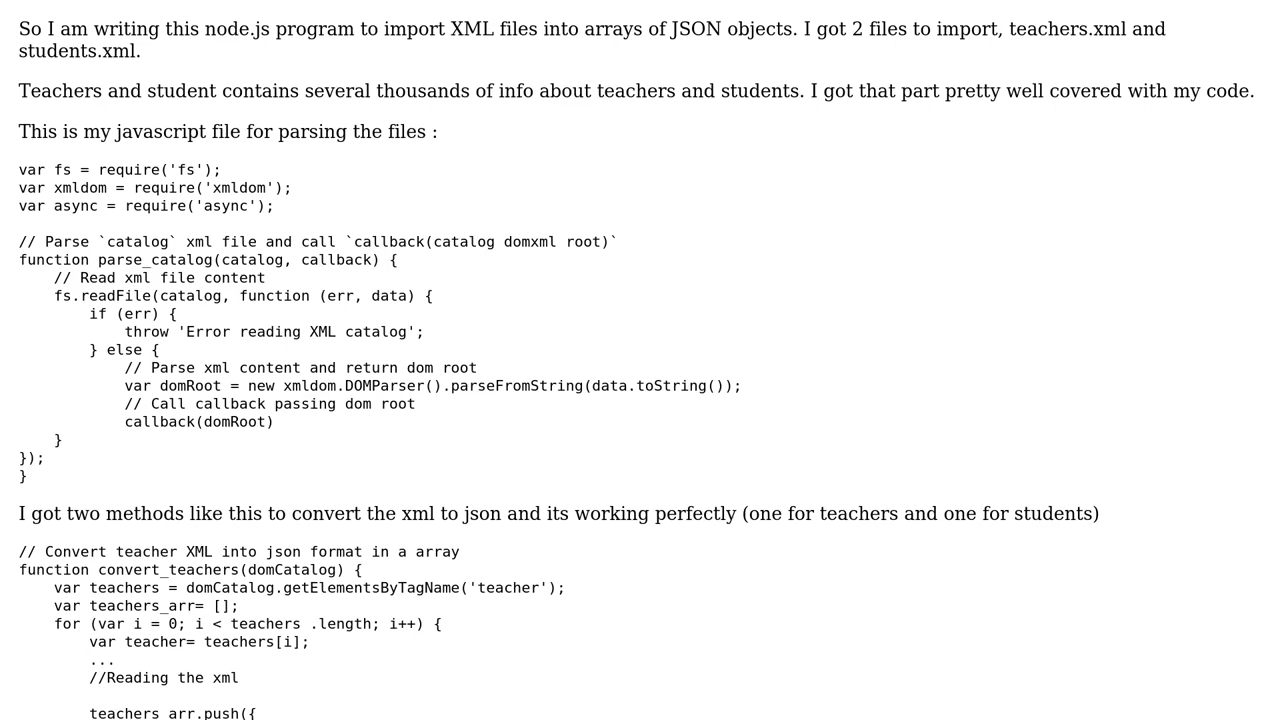 So I am writing this node.js program to import XML files into arrays of JSON objects. I got 2 files to import, teachers.xml and
students.xml.
Teachers and student contains several thousands of info about teachers and students. I got that part pretty well covered with my code.
This is my javascript file for parsing the files :
var fs = require('fs');
var xmldom = require('xmldom');
var async = require('async');
// Parse `catalog` xml file and call `callback(catalog domxml root)`
function parse_catalog(catalog, callback) {
    // Read xml file content
    fs.readFile(catalog, function (err, data) {
        if (err) {
            throw 'Error reading XML catalog';
        } else {
            // Parse xml content and return dom root
            var domRoot = new xmldom.DOMParser().parseFromString(data.toString());
            // Call callback passing dom root
            callback(domRoot)
    }
});
}
I got two methods like this to convert the xml to json and its working perfectly (one for teachers and one for students)
// Convert teacher XML into json format in a array
function convert_teachers(domCatalog) {
    var teachers = domCatalog.getElementsByTagName('teacher');
    var teachers_arr= [];
    for (var i = 0; i < teachers .length; i++) {
        var teacher= teachers[i];
        ...
        //Reading the xml
        teachers_arr.push({